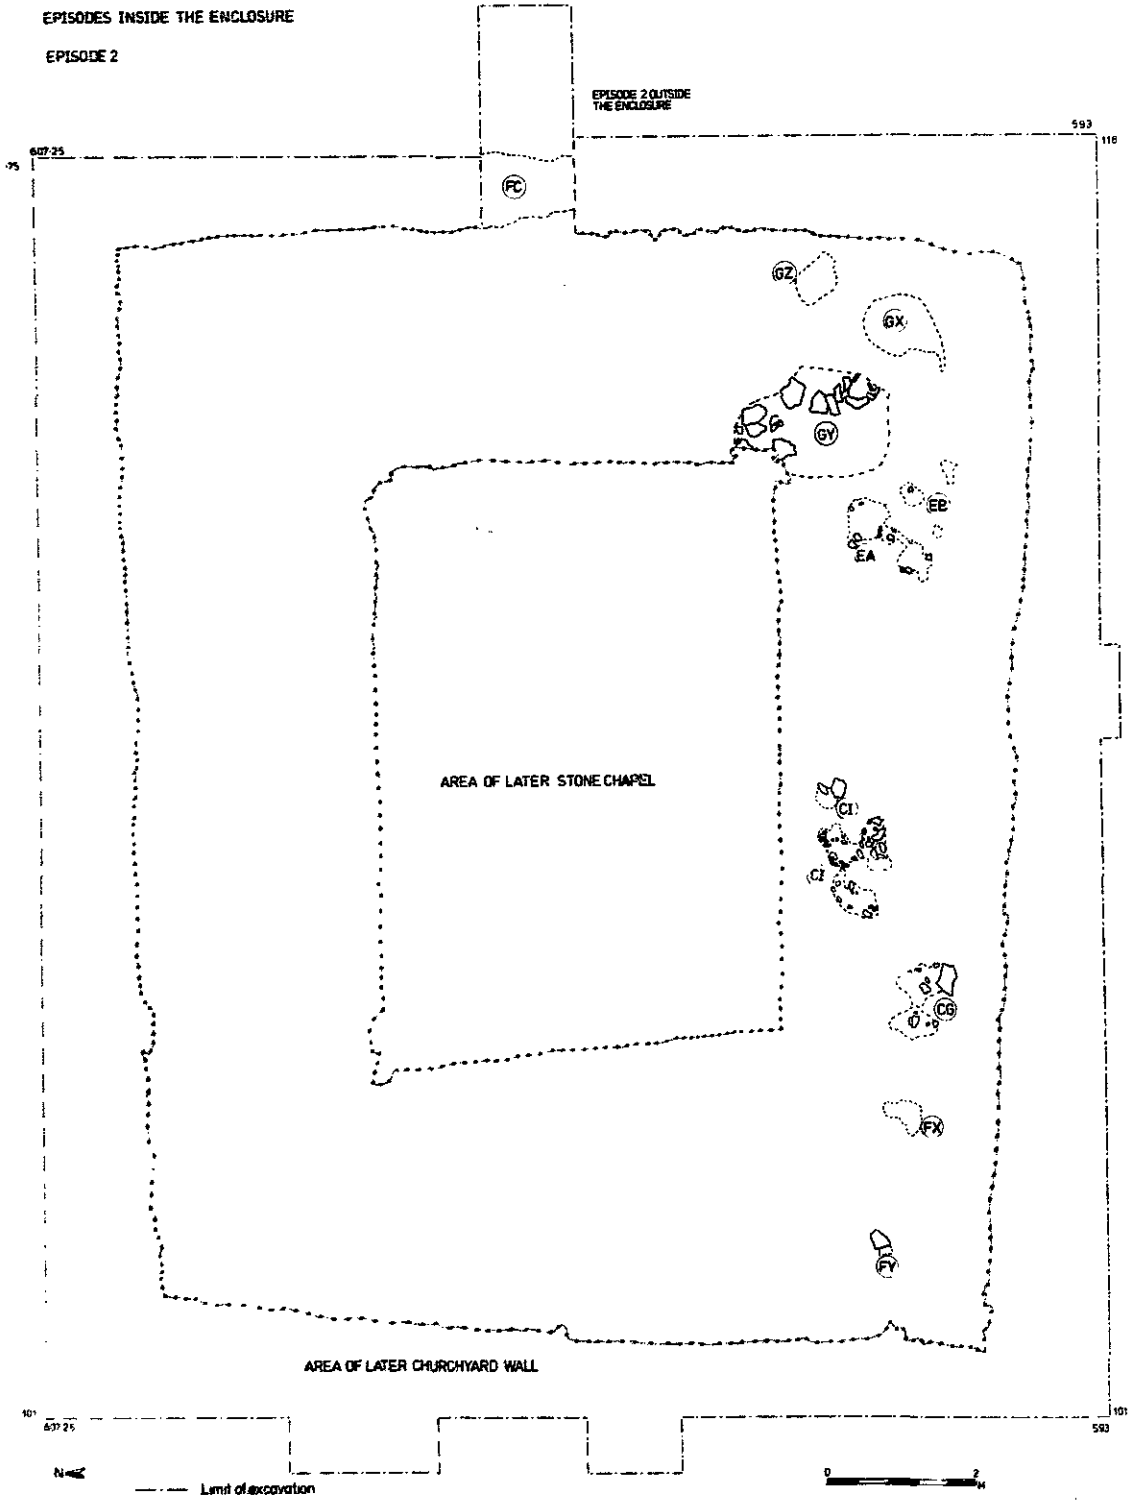 EPISODES INSIDE THE ENCLOSURE
EPISODE 2
EPISODE 2 OUTSIDE
THE ENCLOSURE
593
116
607·25
·75
FC
GZ
GX
GY
EB
EA
AREA OF LATER STONE CHAPEL
CI
CI
CG
FX
FY
AREA OF LATER CHURCHYARD WALL
101
607·25
101
593
N
Limit of excavation
0 2
M